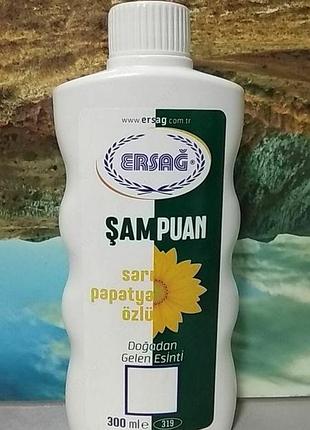 www.ersag.com.tr
ERSAĞ®
ŞAMPUAN
sarı
papatya
özlü
Doğadan
Gelen Esinti
300 ml e 319